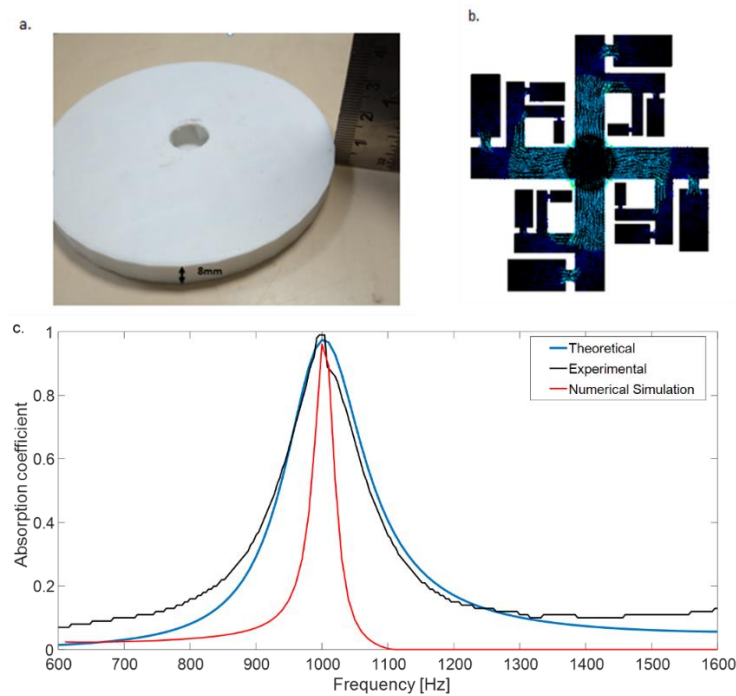 a.
b.
1 2 3 4
8mm
c.
Theoretical
Experimental
Numerical Simulation
Absorption coefficient
1
0.8
0.6
0.4
0.2
0
600 700 800 900 1000 1100 1200 1300 1400 1500 1600
Frequency [Hz]